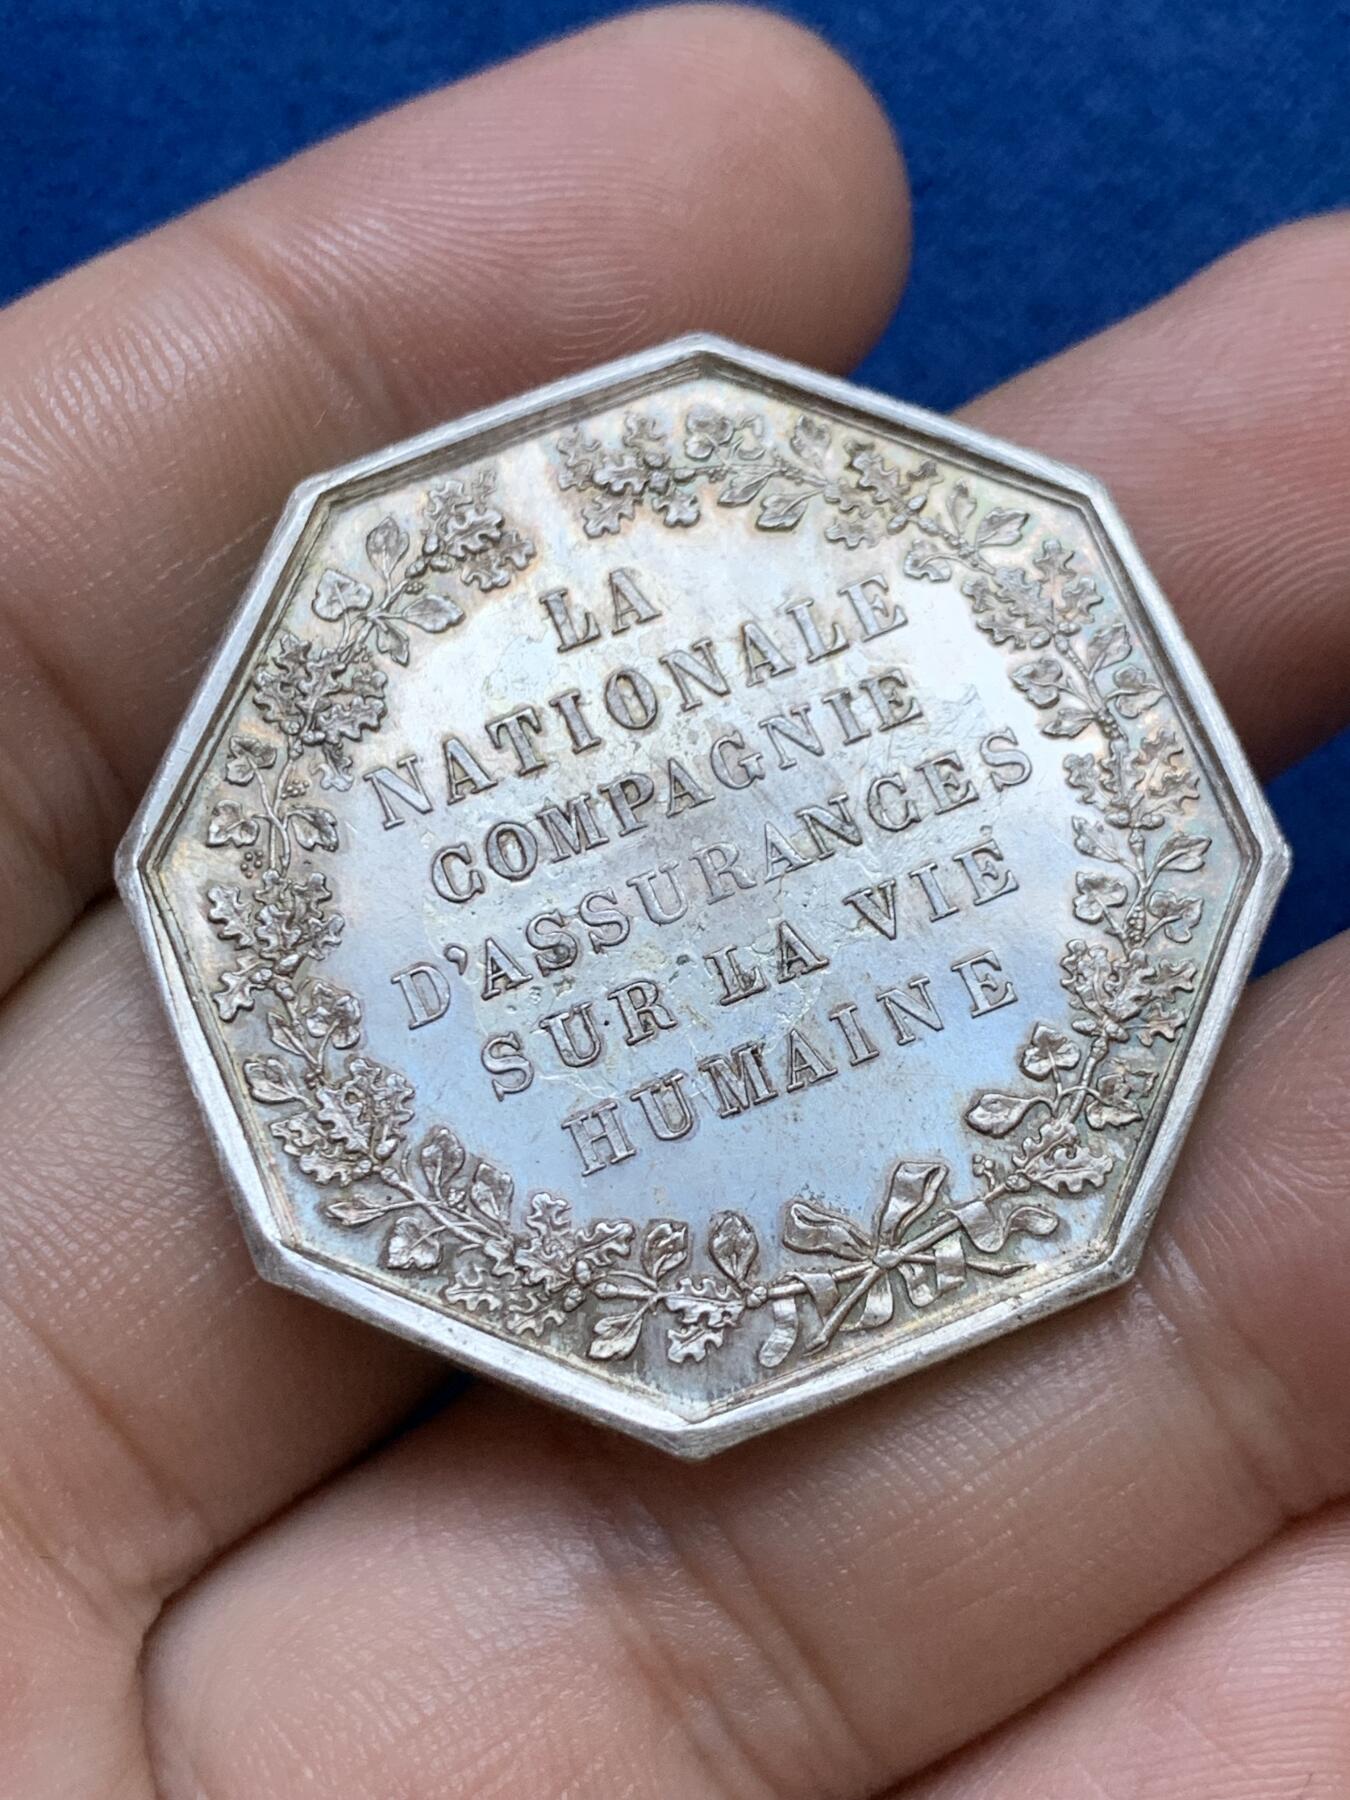 LA
NATIONALE
COMPAGNIE
D'ASSURANCES
SUR LA VIE
HUMAINE